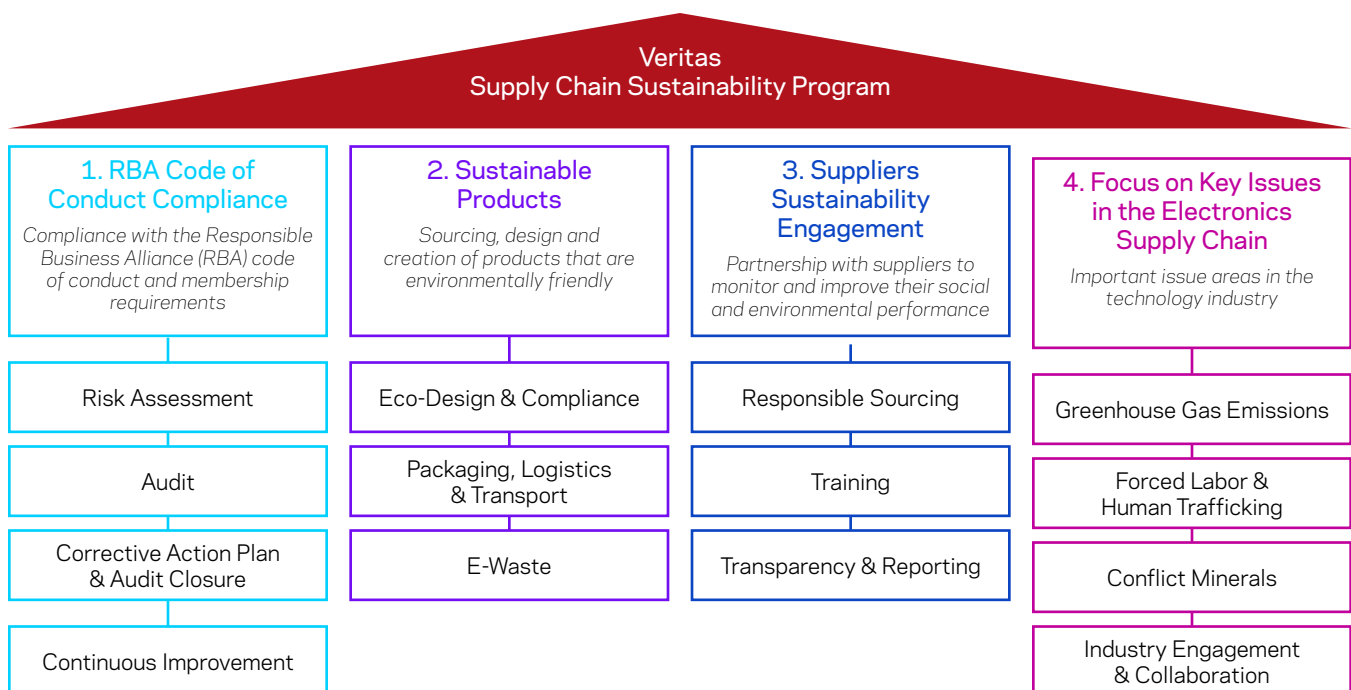 Veritas
Supply Chain Sustainability Program
1. RBA Code of
Conduct Compliance
Compliance with the Responsible
Business Alliance (RBA) code
of conduct and membership
requirements
Risk Assessment
Audit
Corrective Action Plan
& Audit Closure
Continuous Improvement
2. Sustainable
Products
Sourcing, design and
creation of products that are
environmentally friendly
Eco-Design & Compliance
Packaging, Logistics
& Transport
E-Waste
3. Suppliers
Sustainability
Engagement
Partnership with suppliers to
monitor and improve their social
and environmental performance
Responsible Sourcing
Training
Transparency & Reporting
4. Focus on Key Issues
in the Electronics
Supply Chain
Important issue areas in the
technology industry
Greenhouse Gas Emissions
Forced Labor &
Human Trafficking
Conflict Minerals
Industry Engagement
& Collaboration